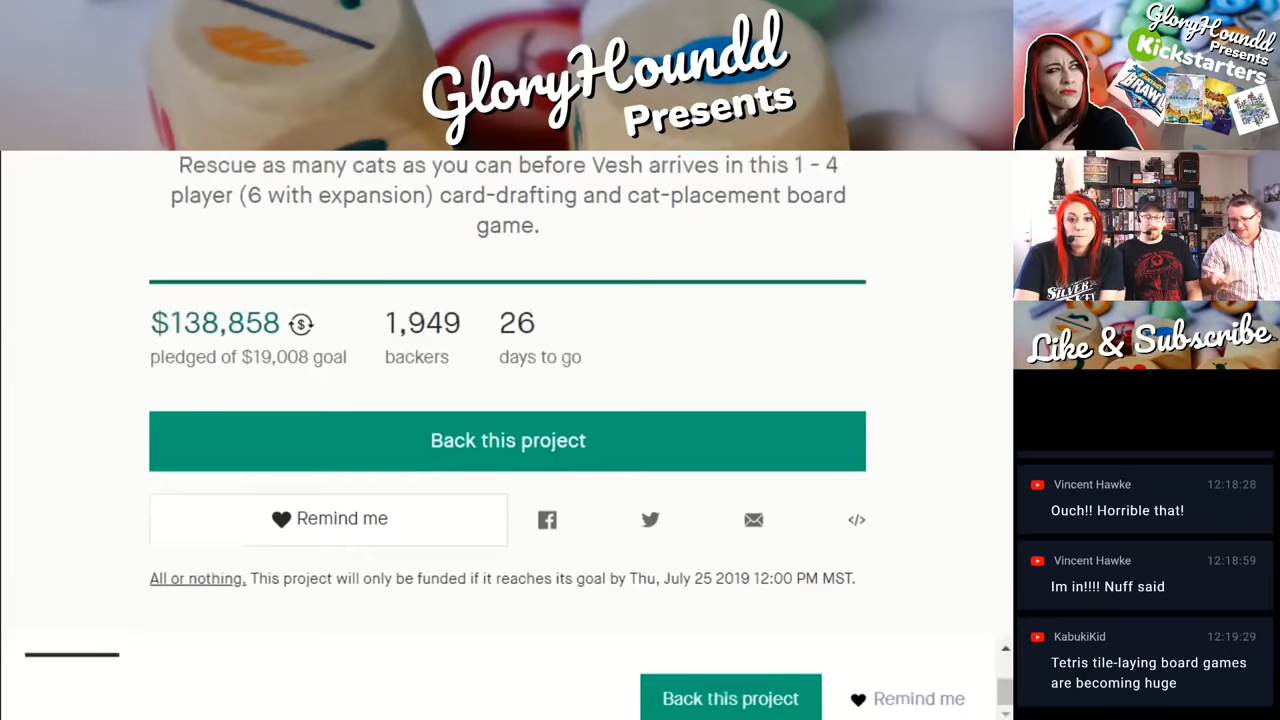 GloryHoundd
Presents
Rescue as many cats as you can before Vesh arrives in this 1 - 4
player (6 with expansion) card-drafting and cat-placement board
game.
$138,858
pledged of $19,008 goal
1,949
backers
26
days to go
Back this project
Remind me
All or nothing. This project will only be funded if it reaches its goal by Thu, July 25 2019 12:00 PM MST.
Back this project
Remind me
GloryHoundd
Presents
Kickstarters
BRAWL
SILVER
Like & Subscribe
Vincent Hawke 12:18:28
Ouch!! Horrible that!
Vincent Hawke 12:18:59
Im in!!!! Nuff said
KabukiKid 12:19:29
Tetris tile-laying board games
are becoming huge